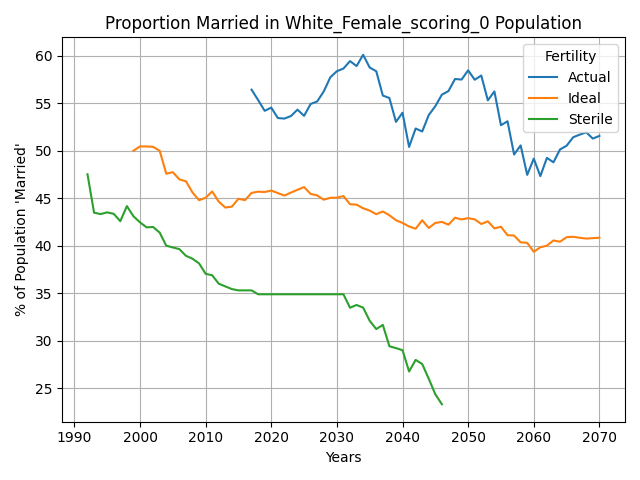 Proportion Married in White_Female_scoring_0 Population
Fertility
Actual
Ideal
Sterile
% of Population 'Married'
60
55
50
45
40
35
30
25
1990 2000 2010 2020 2030 2040 2050 2060 2070
Years